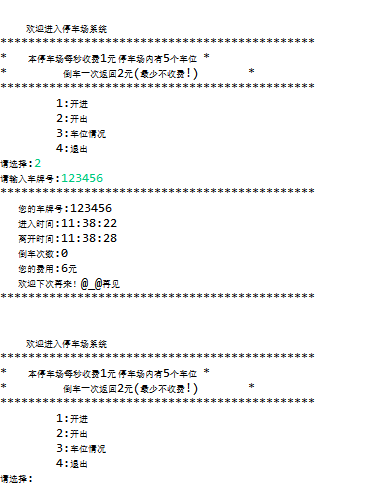 欢迎进入停车场系统
*********************************************
*    本停车场每秒收费1元 停车场内有5个车位  *
*         倒车一次返回2元(最少不收费!)        *
*********************************************
1:开进
2:开出
3:车位情况
4:退出
请选择:2
请输入车牌号:123456
*********************************************
您的车牌号:123456
进入时间:11:38:22
离开时间:11:38:28
倒车次数:0
您的费用:6元
欢迎下次再来! @_@再见
*********************************************
欢迎进入停车场系统
*********************************************
*    本停车场每秒收费1元 停车场内有5个车位  *
*         倒车一次返回2元(最少不收费!)        *
*********************************************
1:开进
2:开出
3:车位情况
4:退出
请选择: